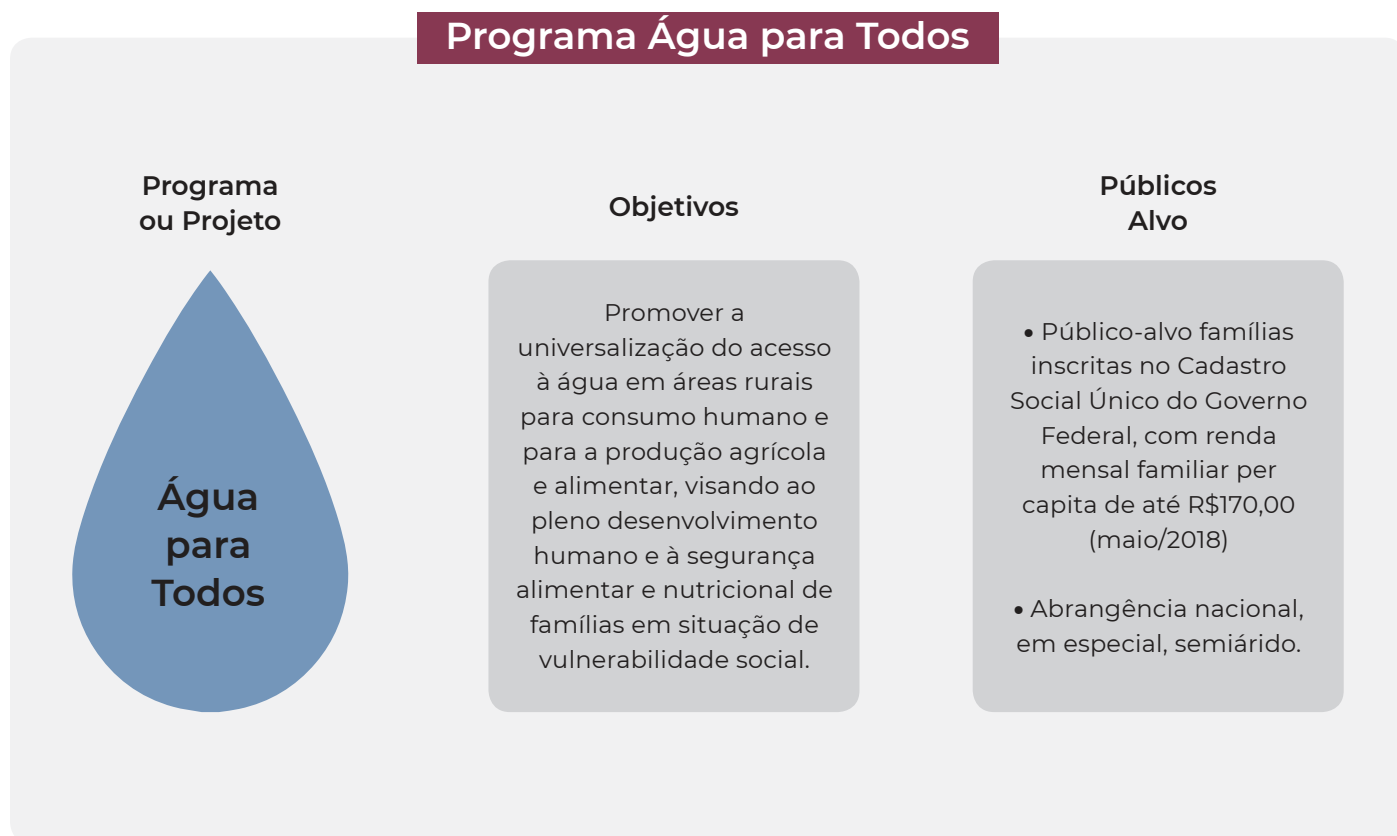 Programa Água para Todos
Programa
ou Projeto
Água
para
Todos
Objetivos
Promover a
universalização do acesso
à água em áreas rurais
para consumo humano e
para a produção agrícola
e alimentar, visando ao
pleno desenvolvimento
humano e à segurança
alimentar e nutricional de
famílias em situação de
vulnerabilidade social.
Públicos
Alvo
• Público-alvo famílias
inscritas no Cadastro
Social Único do Governo
Federal, com renda
mensal familiar per
capita de até R$170,00
(maio/2018)
• Abrangência nacional,
em especial, semiárido.